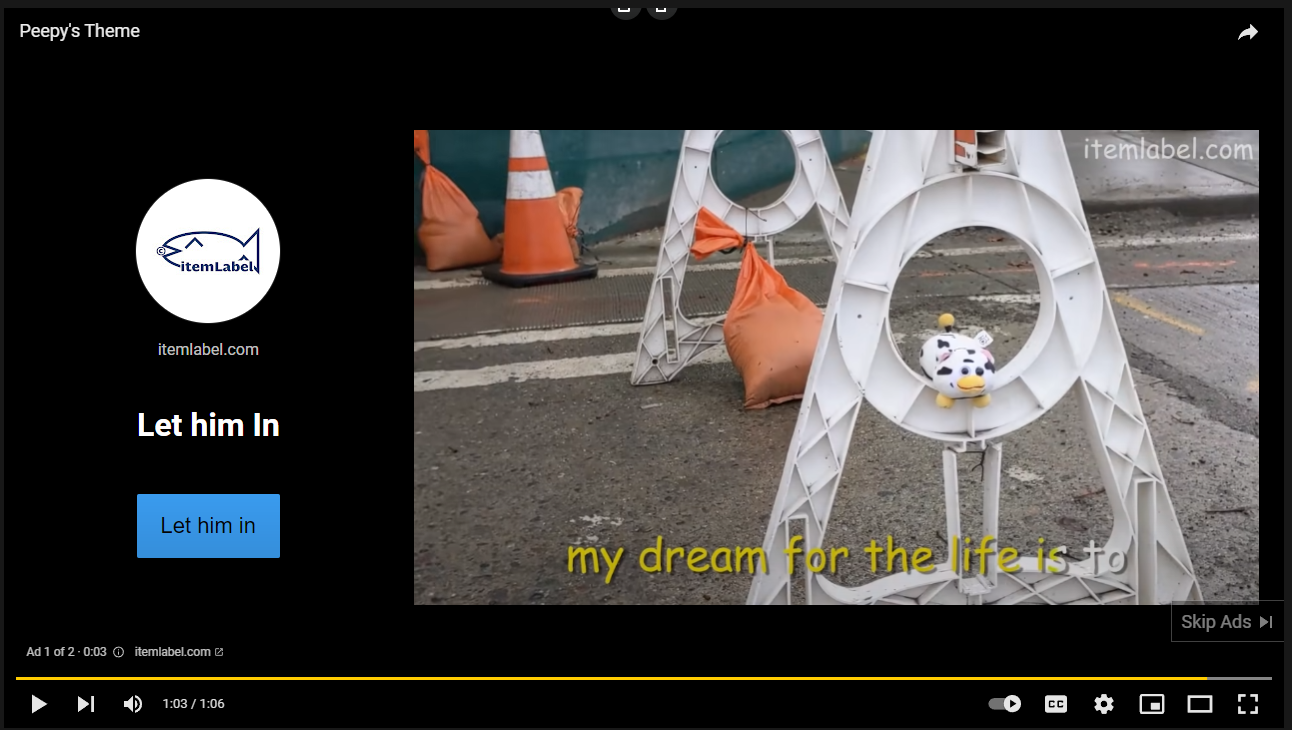 Peepy's Theme
itemlabel.com
©
itemLabel
itemlabel.com
Let him In
Let him in
my dream for the life is to
Skip Ads
Ad 1 of 2 · 0:03 itemlabel.com
1:03 / 1:06
CC